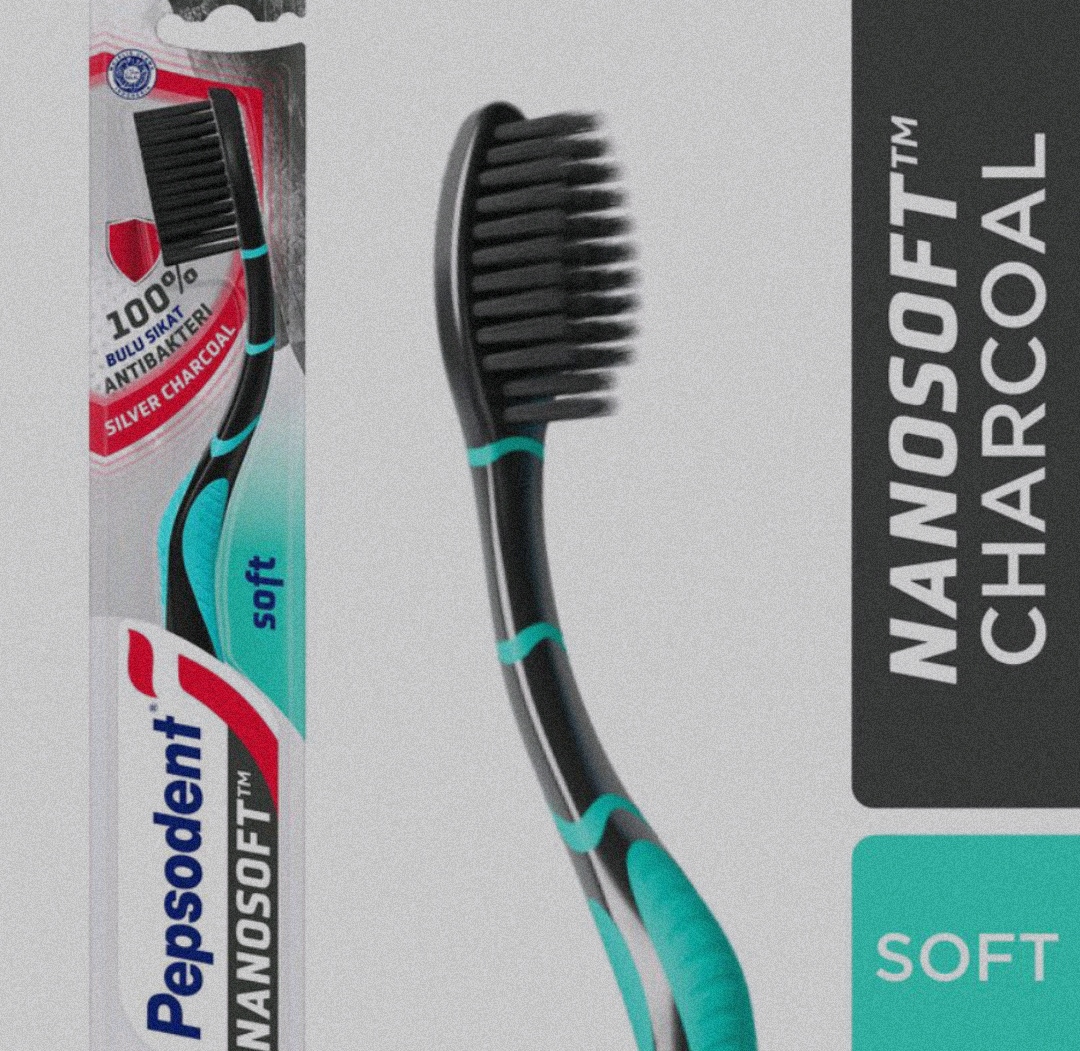 100%
BULU SIKAT
ANTIBAKTERI
SILVER CHARCOAL
soft
Pepsodent®
NANOSOFT™
NANOSOFT™
CHARCOAL
SOFT